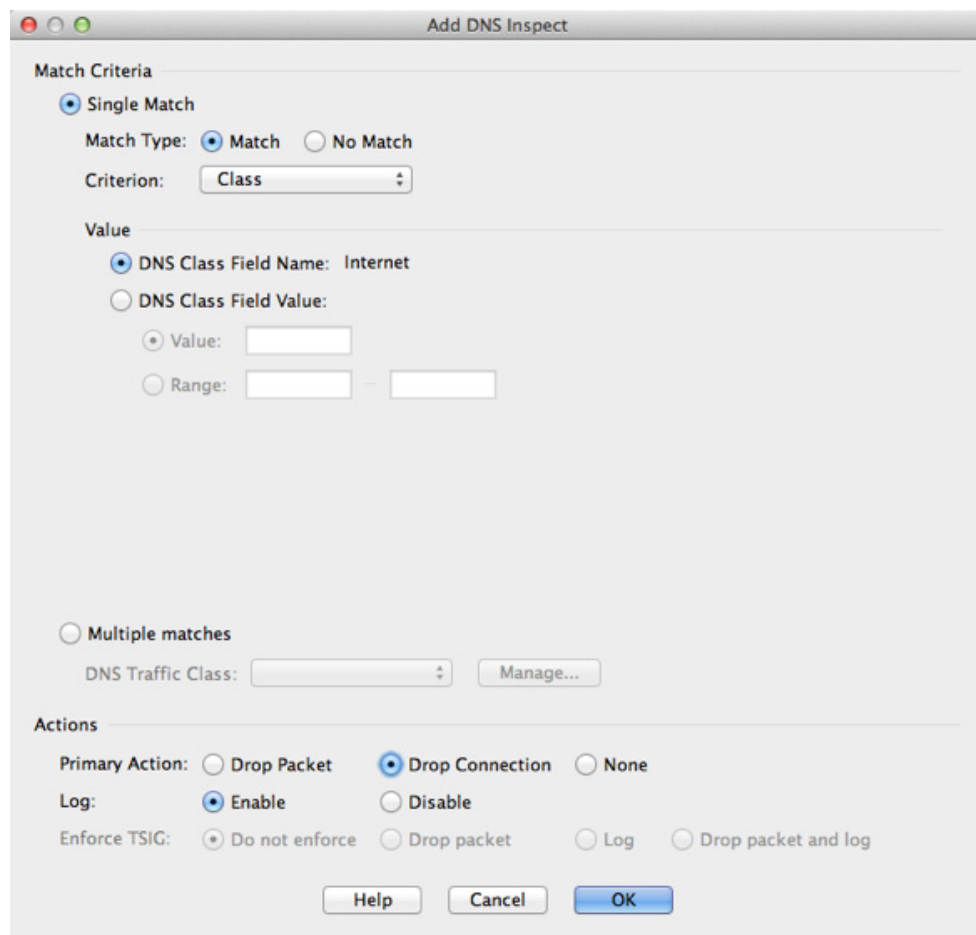 Add DNS Inspect
Match Criteria
Single Match
Match Type: Match No Match
Criterion: Class
Value
DNS Class Field Name: Internet
DNS Class Field Value:
Value:
Range: –
Multiple matches
DNS Traffic Class: Manage...
Actions
Primary Action: Drop Packet Drop Connection None
Log: Enable Disable
Enforce TSIG: Do not enforce Drop packet Log Drop packet and log
Help Cancel OK